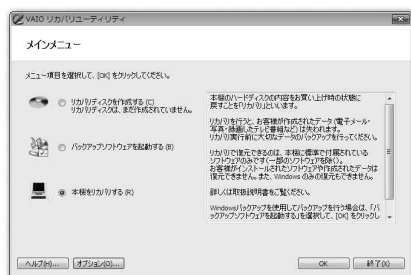 VAIO リカバリユーティリティ
メインメニュー
メニュー項目を選択して、[OK] をクリックしてください。
リカバリディスクを作成する (C)
リカバリディスクは、まだ作成されていません。
バックアップソフトウェアを起動する (B)
本機をリカバリする (R)
本機のハードディスクの内容をお買い上げ時の状態に
戻すことを「リカバリ」といいます。
リカバリを行うと、お客様が作成されたデータ(電子メール・
写真・録画したテレビ番組など) は失われます。
リカバリ実行前に大切なデータのバックアップを行ってください。
リカバリで復元できるのは、本機に標準で付属されている
ソフトウェアのみです(一部のソフトウェアを除く)。
お客様がインストールされたソフトウェアや作成されたデータは
復元できません。また、Windows のみの復元もできません。
詳しくは取扱説明書をご覧ください。
Windowsバックアップを使用してバックアップを行う場合は、「バ
ックアップソフトウェアを起動する」を選択して、[OK] をクリックし
ヘルプ(H)... オプション(O)... OK 終了(X)